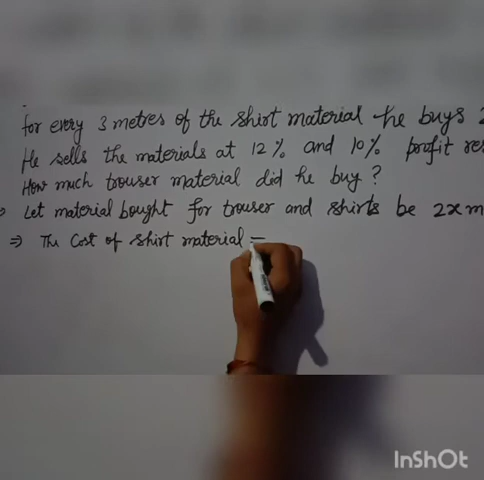 for every 3 metres of the shirt material he buys 2
He sells the materials at 12% and 10% profit res
How much trouser material did he buy?
Let material bought for trouser and shirts be 2x m
⇒ The Cost of shirt material =
InShOt